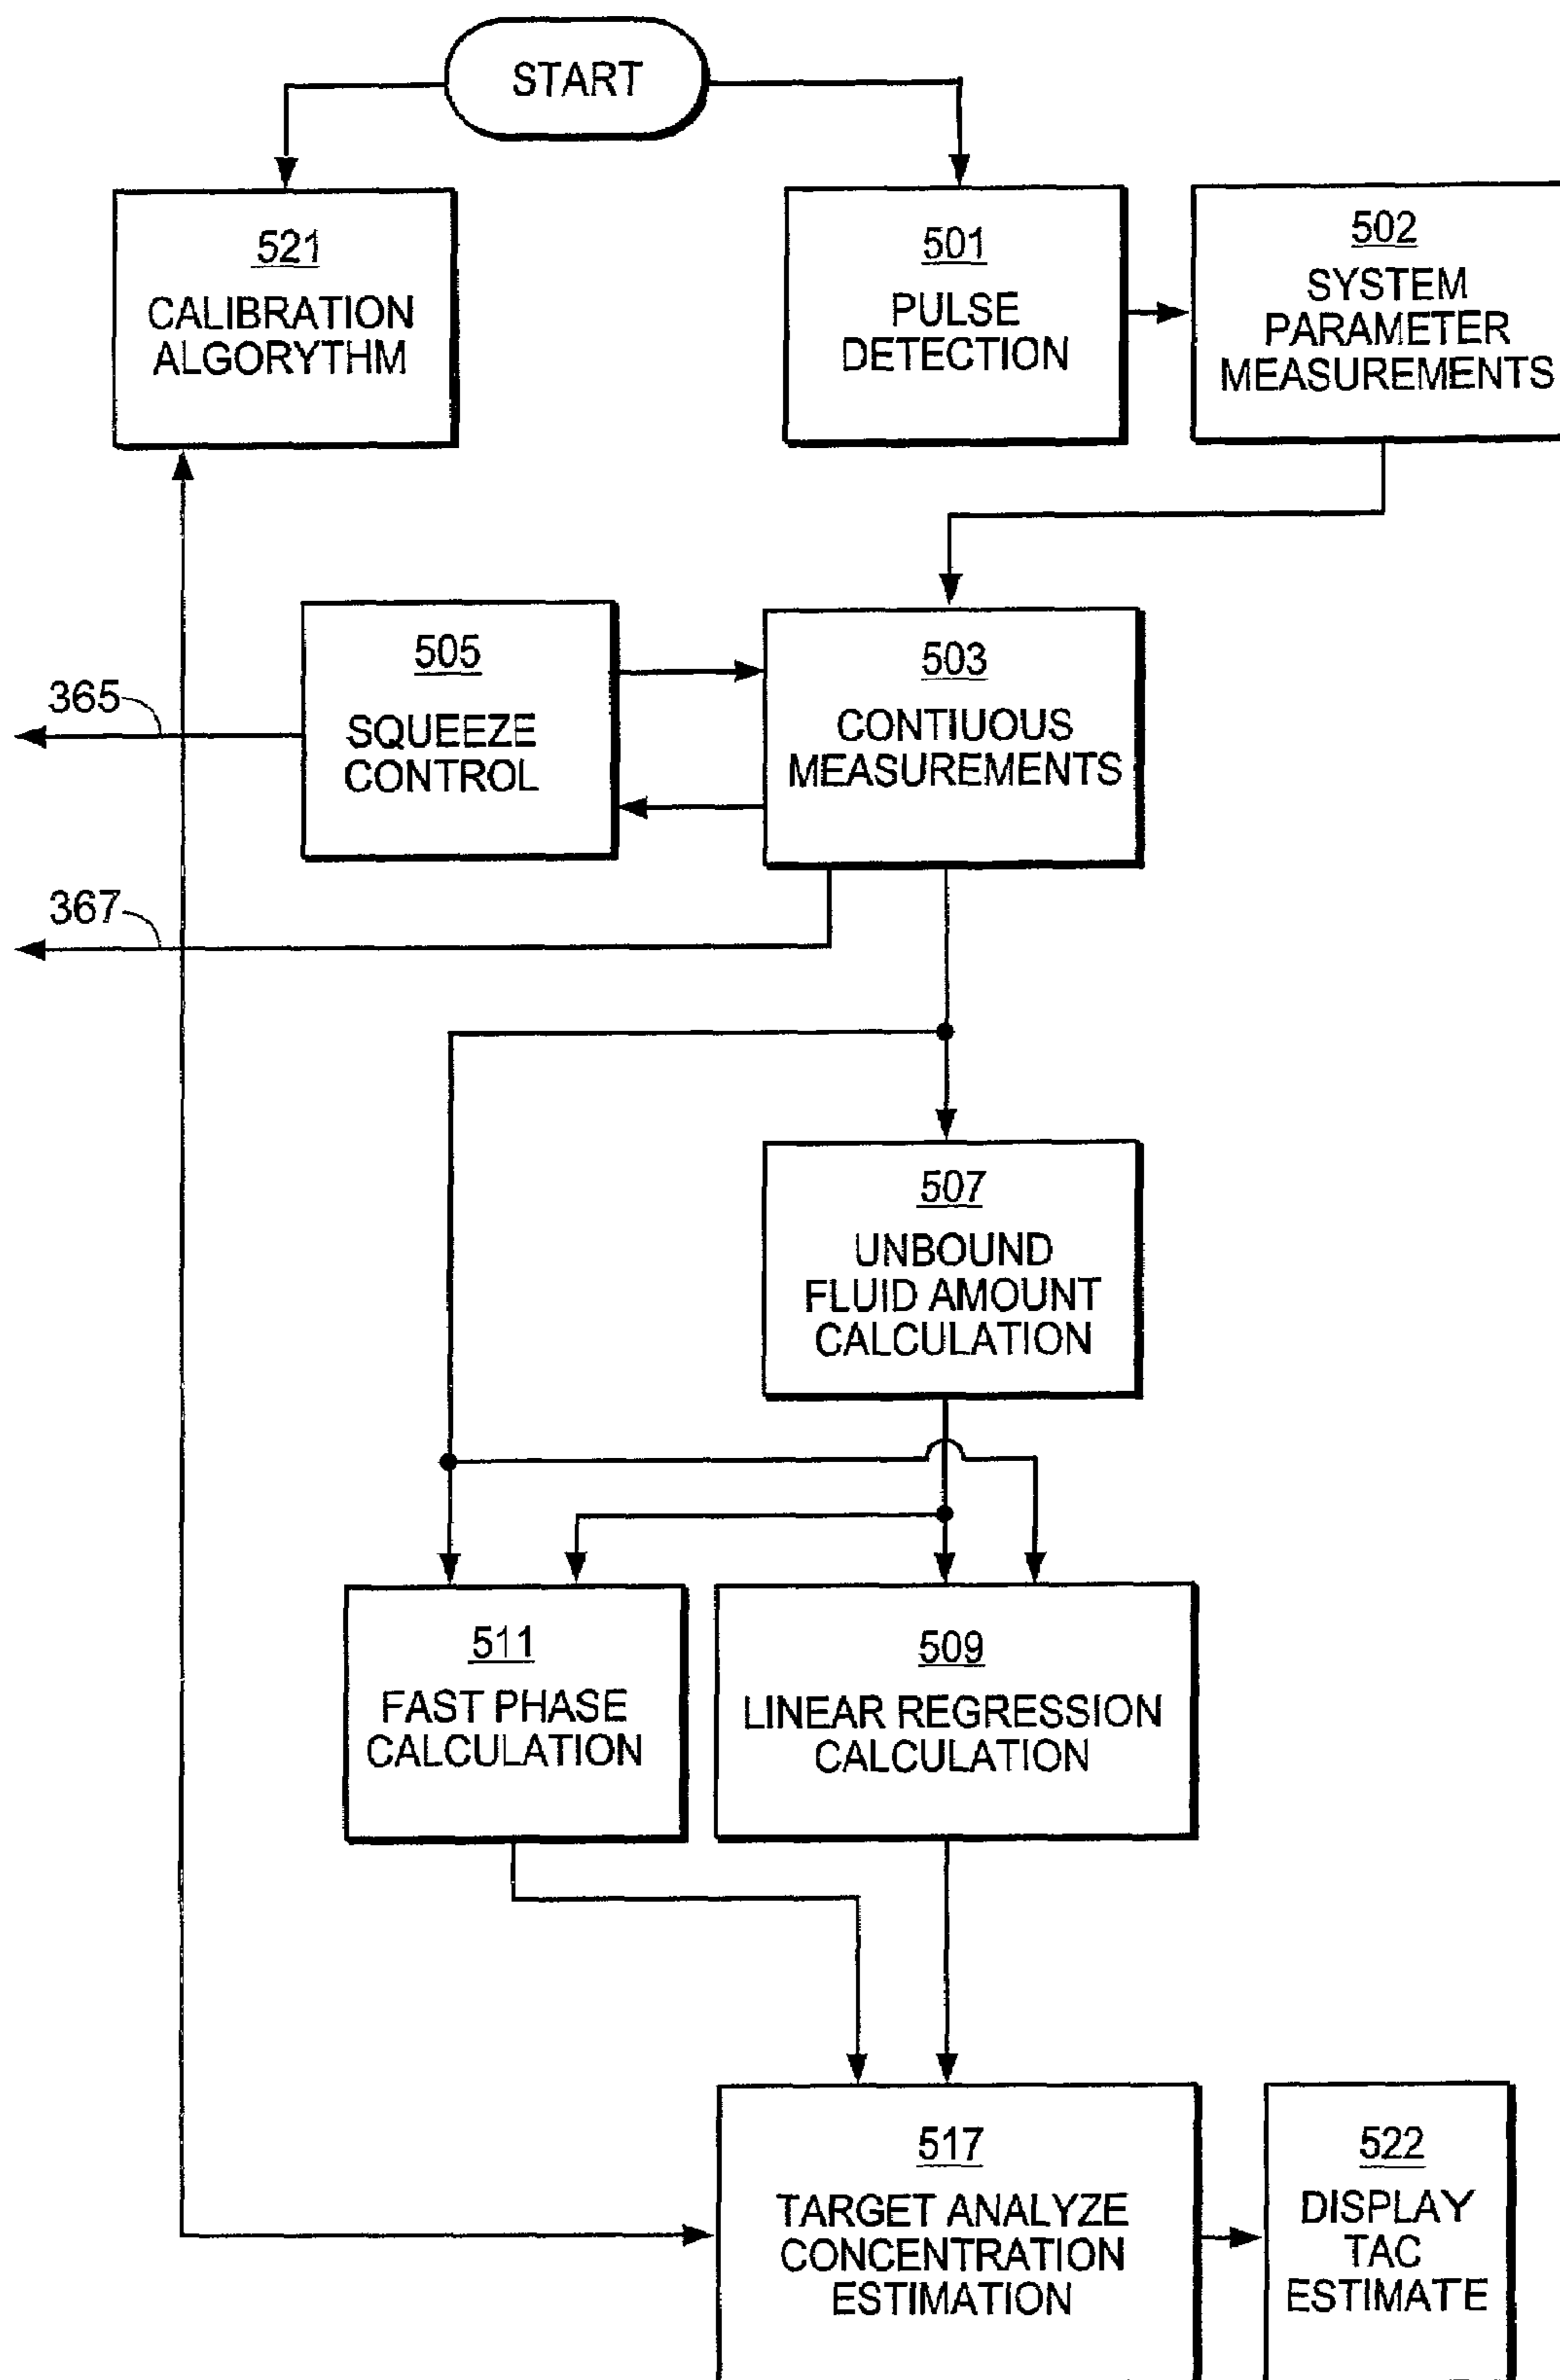 START
521
CALIBRATION
ALGORYTHM
501
PULSE
DETECTION
502
SYSTEM
PARAMETER
MEASUREMENTS
505
SQUEEZE
CONTROL
503
CONTIUOUS
MEASUREMENTS
365
367
507
UNBOUND
FLUID AMOUNT
CALCULATION
511
FAST PHASE
CALCULATION
509
LINEAR REGRESSION
CALCULATION
517
TARGET ANALYZE
CONCENTRATION
ESTIMATION
522
DISPLAY
TAC
ESTIMATE